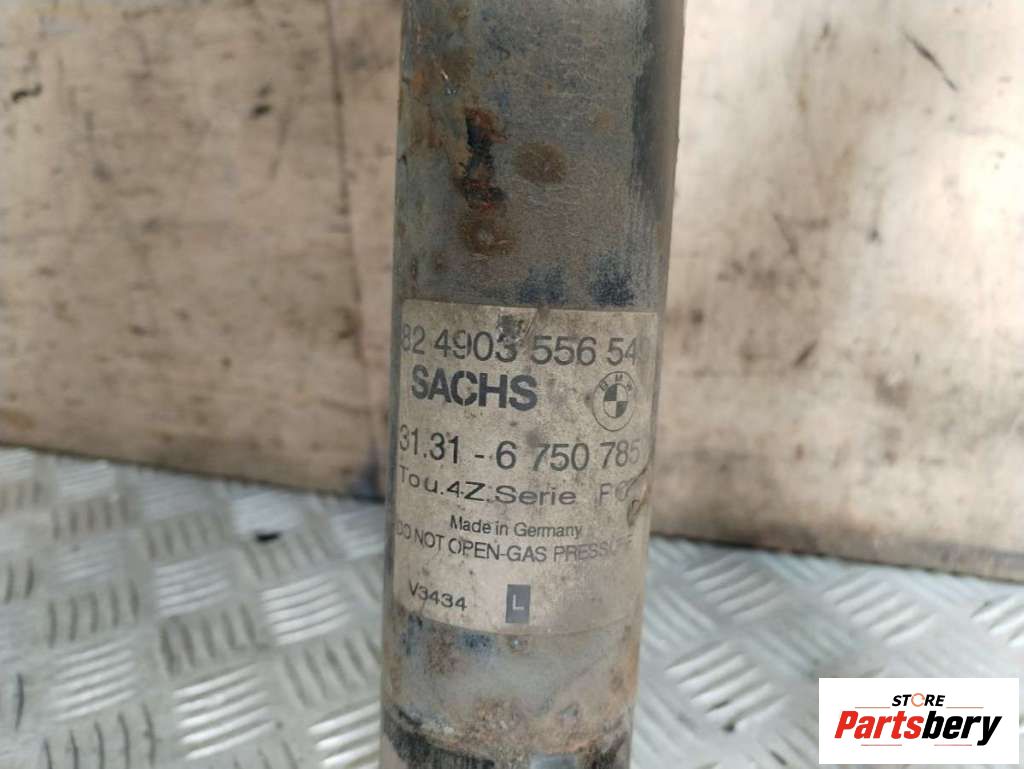 82 4903 556 54
SACHS
BMW
31.31 - 6 750 785
Tou.4Z.Serie
Made in Germany
DO NOT OPEN-GAS PRESSURE
V3434 L
STORE
Partsbery